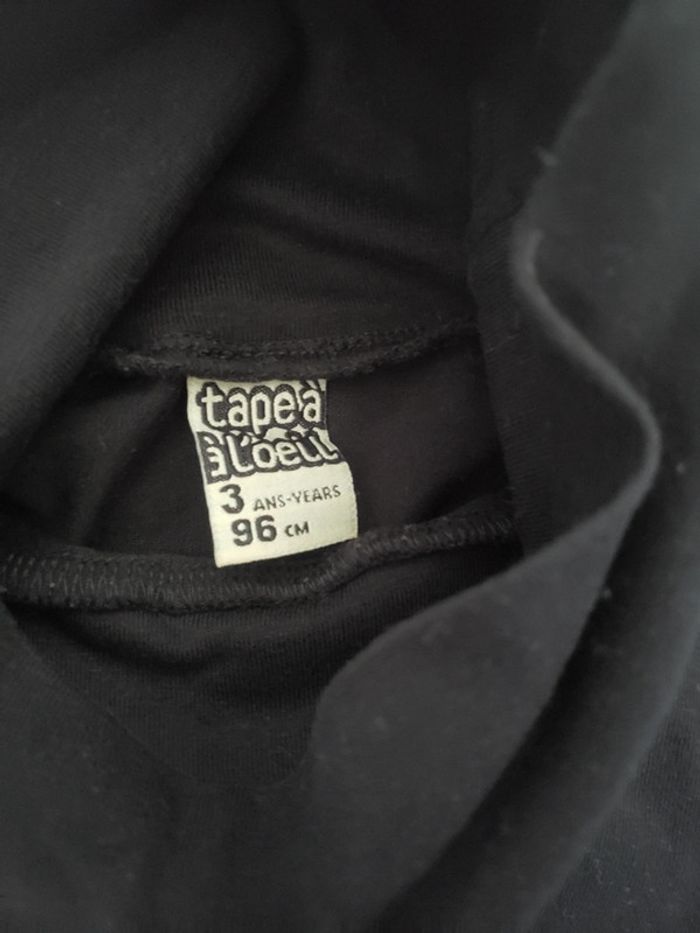 tape à
à l'oeil
3 ANS-YEARS
96 CM